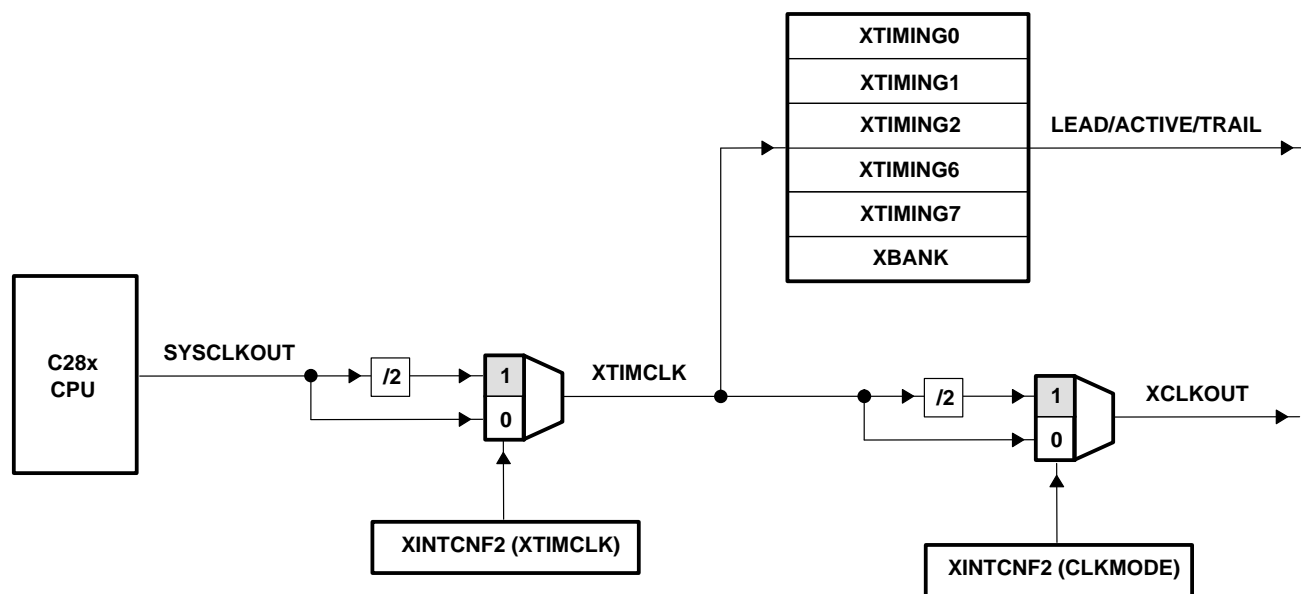 XTIMING0
XTIMING1
XTIMING2
LEAD/ACTIVE/TRAIL
XTIMING6
XTIMING7
XBANK
C28x
CPU
SYSCLKOUT
/2
1
0
XTIMCLK
/2
1
0
XCLKOUT
XINTCNF2 (XTIMCLK)
XINTCNF2 (CLKMODE)